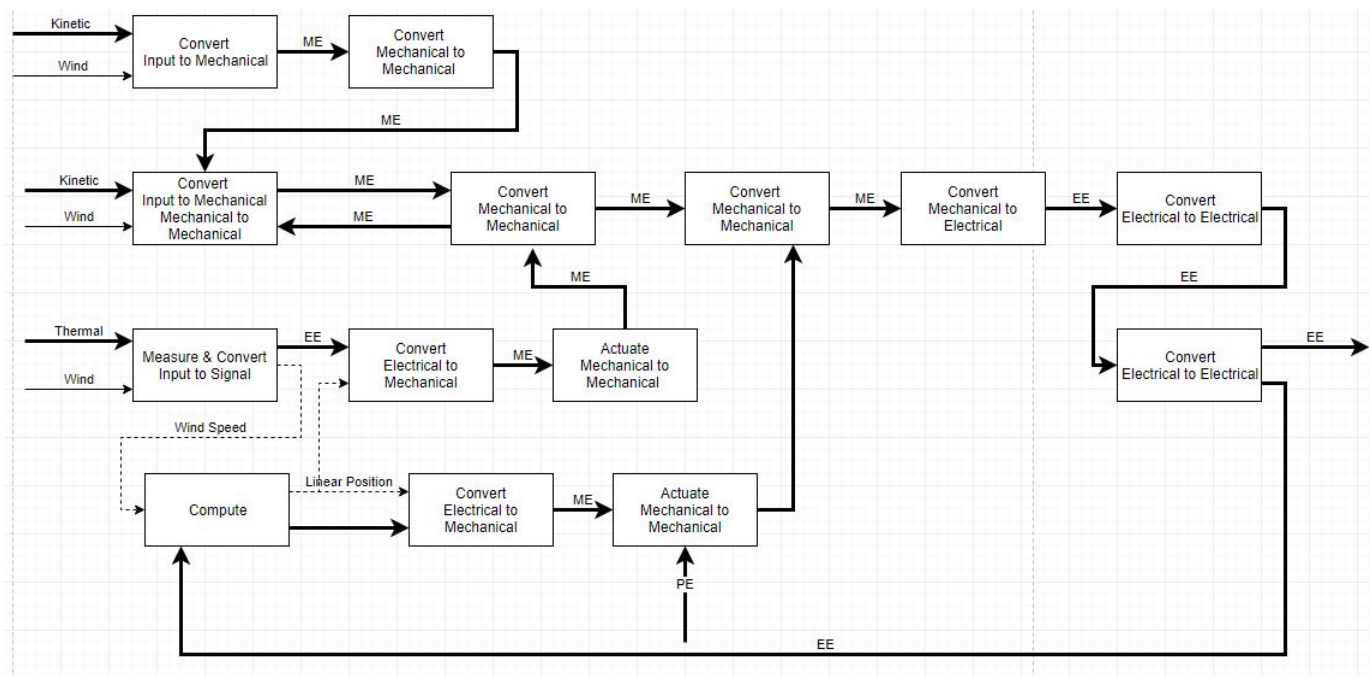 Kinetic
Wind
Convert
Input to Mechanical
ME
Convert
Mechanical to
Mechanical
ME
Kinetic
Wind
Convert
Input to Mechanical
Mechanical to
Mechanical
ME
ME
Convert
Mechanical to
Mechanical
ME
Convert
Mechanical to
Mechanical
ME
Convert
Mechanical to
Electrical
EE
Convert
Electrical to Electrical
ME
EE
Thermal
Wind
Measure & Convert
Input to Signal
EE
Convert
Electrical to
Mechanical
ME
Actuate
Mechanical to
Mechanical
Convert
Electrical to Electrical
EE
Wind Speed
Compute
Linear Position
Convert
Electrical to
Mechanical
ME
Actuate
Mechanical to
Mechanical
PE
EE